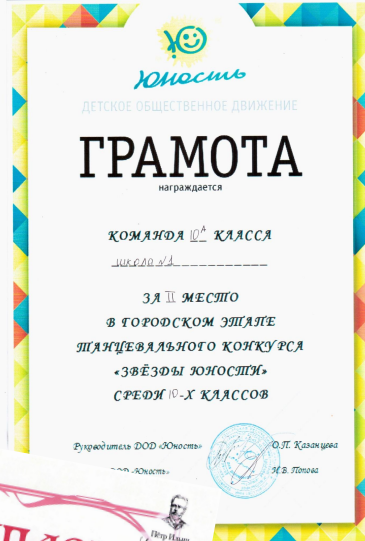 Юность
ДЕТСКОЕ ОБЩЕСТВЕННОЕ ДВИЖЕНИЕ
ГРАМОТА
награждается
КОМАНДА 10А КЛАССА
школа №1
ЗА II МЕСТО
В ГОРОДСКОМ ЭТАПЕ
ТАНЦЕВАЛЬНОГО КОНКУРСА
«ЗВЁЗДЫ ЮНОСТИ»
СРЕДИ 10-Х КЛАССОВ
Руководитель ДОД «Юность» О.П. Казанцева
ДОД «Юность» И.В. Попова